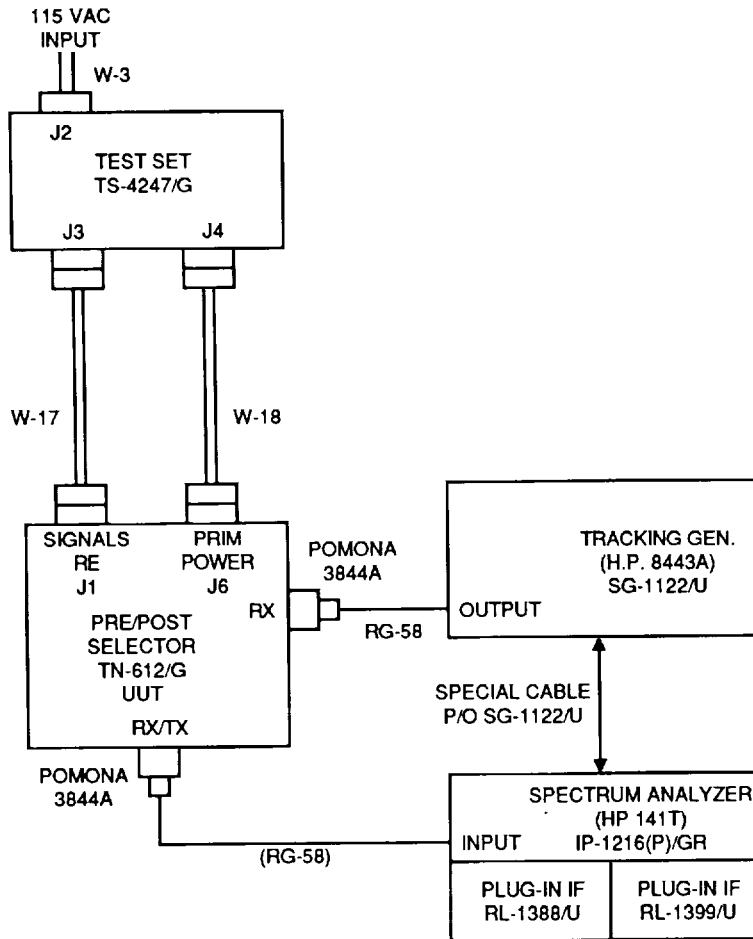 115 VAC
INPUT
W-3
J2
TEST SET
TS-4247/G
J3
J4
W-17
W-18
SIGNALS
RE
J1
PRIM
POWER
J6
RX
PRE/POST
SELECTOR
TN-612/G
UUT
RX/TX
POMONA
3844A
RG-58
TRACKING GEN.
(H.P. 8443A)
SG-1122/U
OUTPUT
SPECIAL CABLE
P/O SG-1122/U
POMONA
3844A
(RG-58)
SPECTRUM ANALYZER
(HP 141T)
INPUT
IP-1216(P)/GR
PLUG-IN IF
RL-1388/U
PLUG-IN IF
RL-1399/U